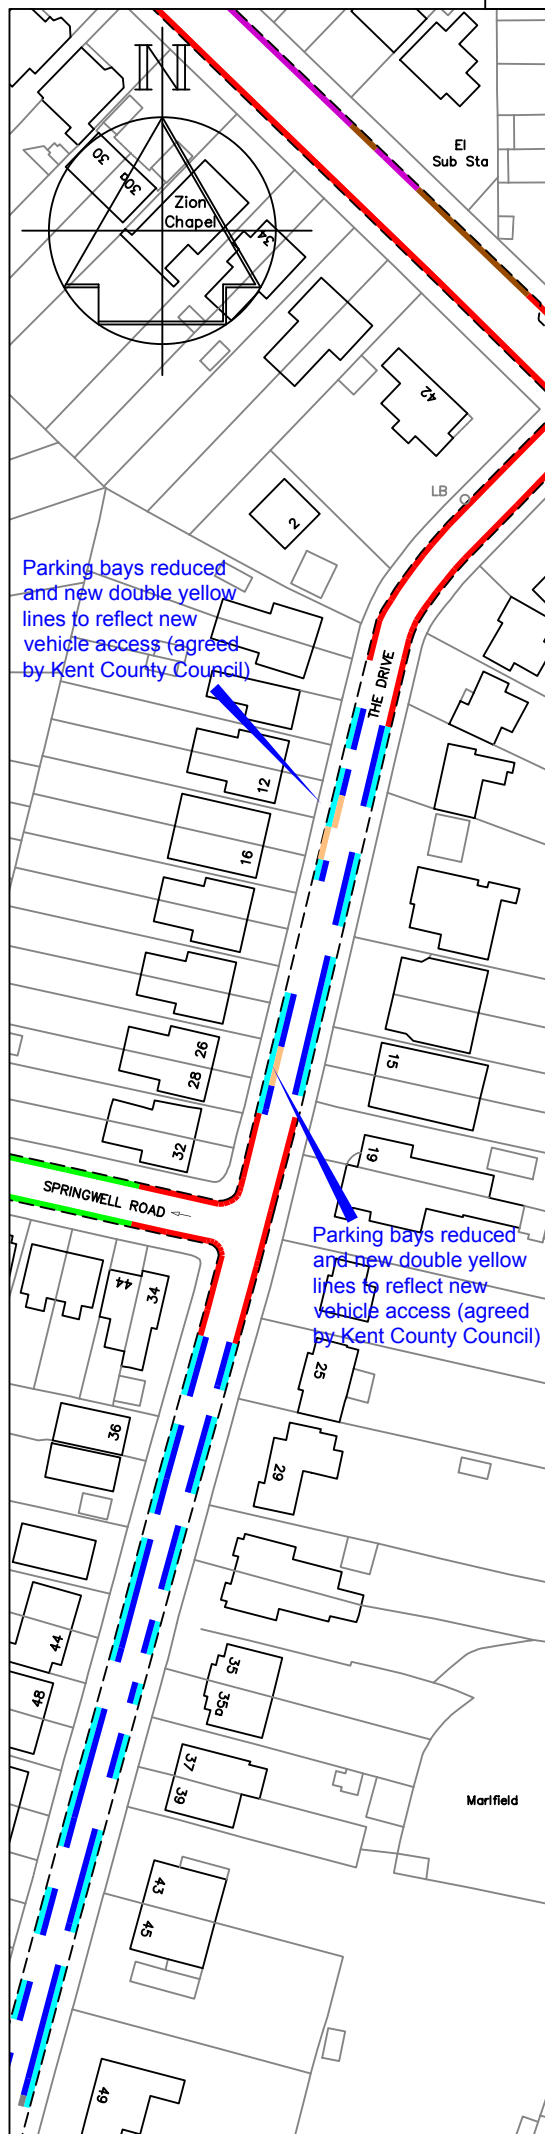 N
El
Sub Sta
30
30a
Zion
Chapel
34
42
LB
2
Parking bays reduced
and new double yellow
lines to reflect new
vehicle access (agreed
by Kent County Council)
THE DRIVE
12
16
26
28
15
32
19
SPRINGWELL ROAD
Parking bays reduced
and new double yellow
lines to reflect new
vehicle access (agreed
by Kent County Council)
44
34
25
36
29
44
35
35a
48
37
39
Marlfield
43
45
49